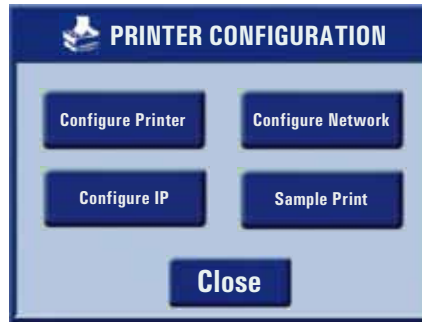 PRINTER CONFIGURATION
Configure Printer
Configure Network
Configure IP
Sample Print
Close